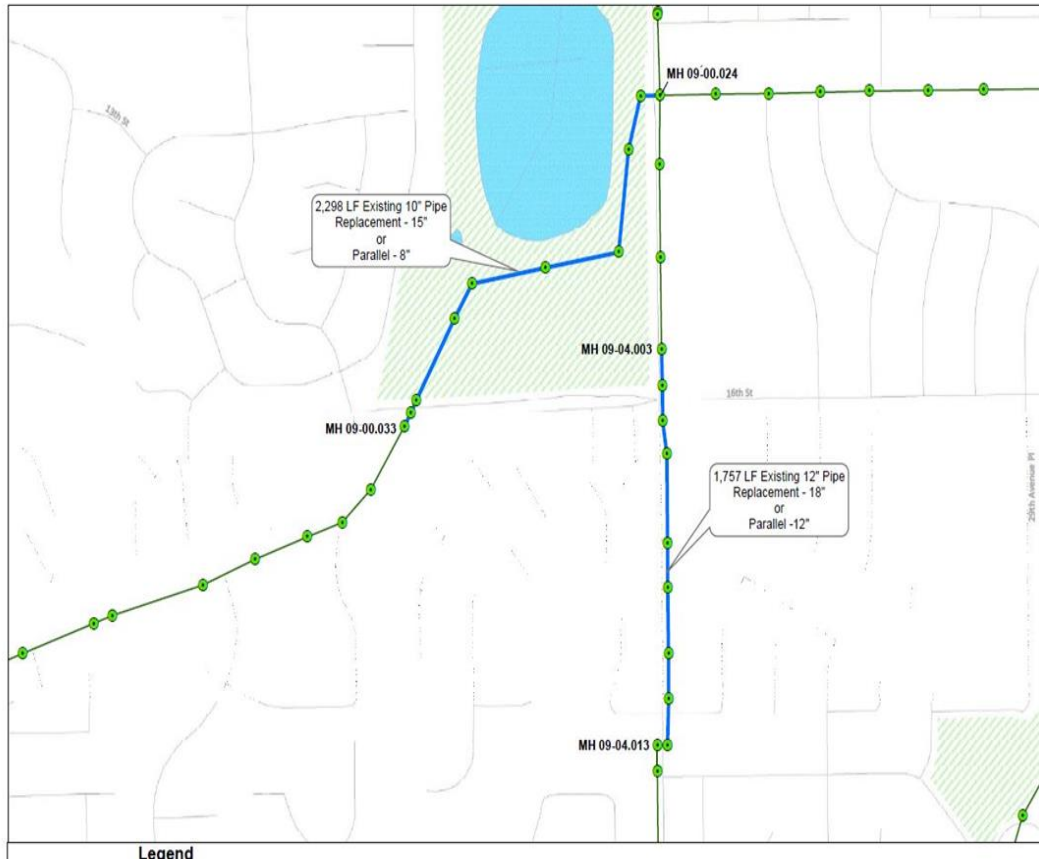 MH 09-00.024
13th St
2,298 LF Existing 10" Pipe
Replacement - 15"
or
Parallel - 8"
MH 09-04.003
16th St
MH 09-00.033
1,757 LF Existing 12" Pipe
Replacement - 18"
or
Parallel -12"
29th Avenue Pl
MH 09-04.013
Legend